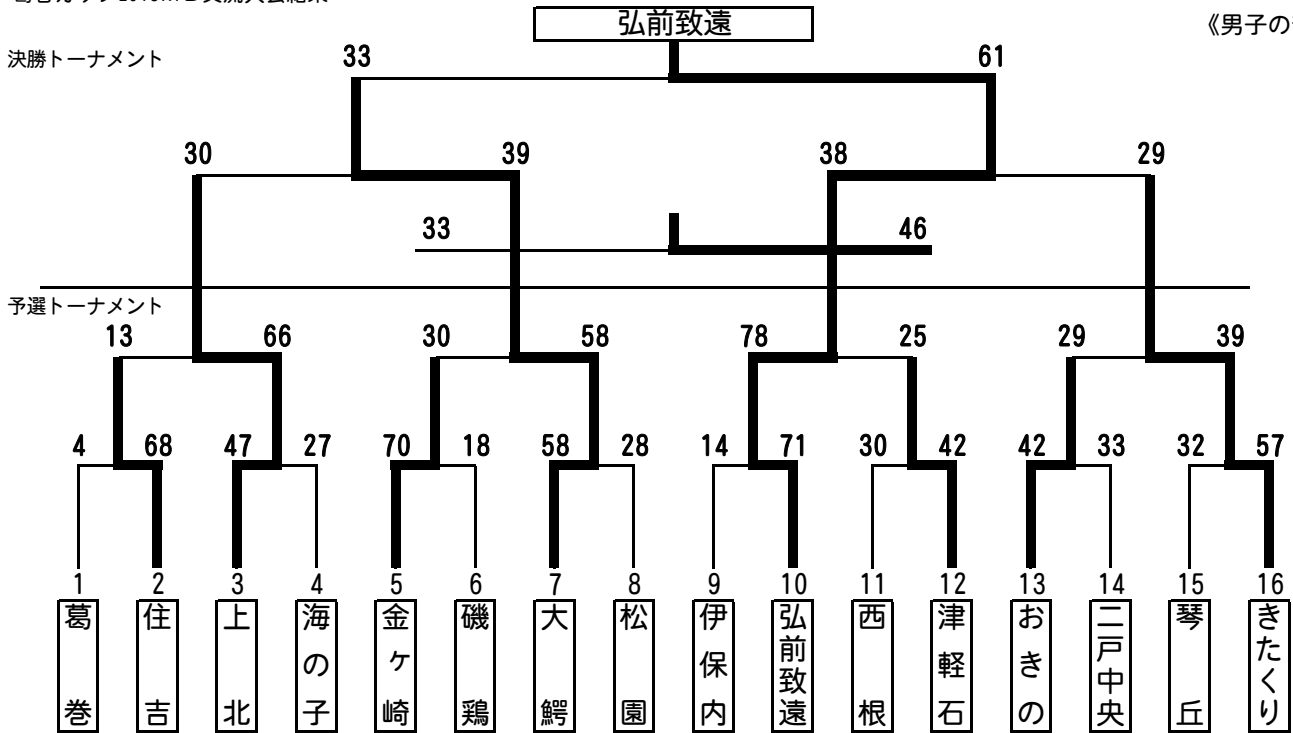 弘前致遠
《男子の
決勝トーナメント
33 61
30 39 38 29
33 46
予選トーナメント
13 66 30 58 78 25 29 39
4 68 47 27 70 18 58 28 14 71 30 42 42 33 32 57
1 2 3 4 5 6 7 8 9 10 11 12 13 14 15 16
葛巻
住吉
上北
海の子
金ヶ崎
磯鶏
大鰐
松園
伊保内
弘前致遠
西根
津軽石
おきの
二戸中央
琴丘
きたくり